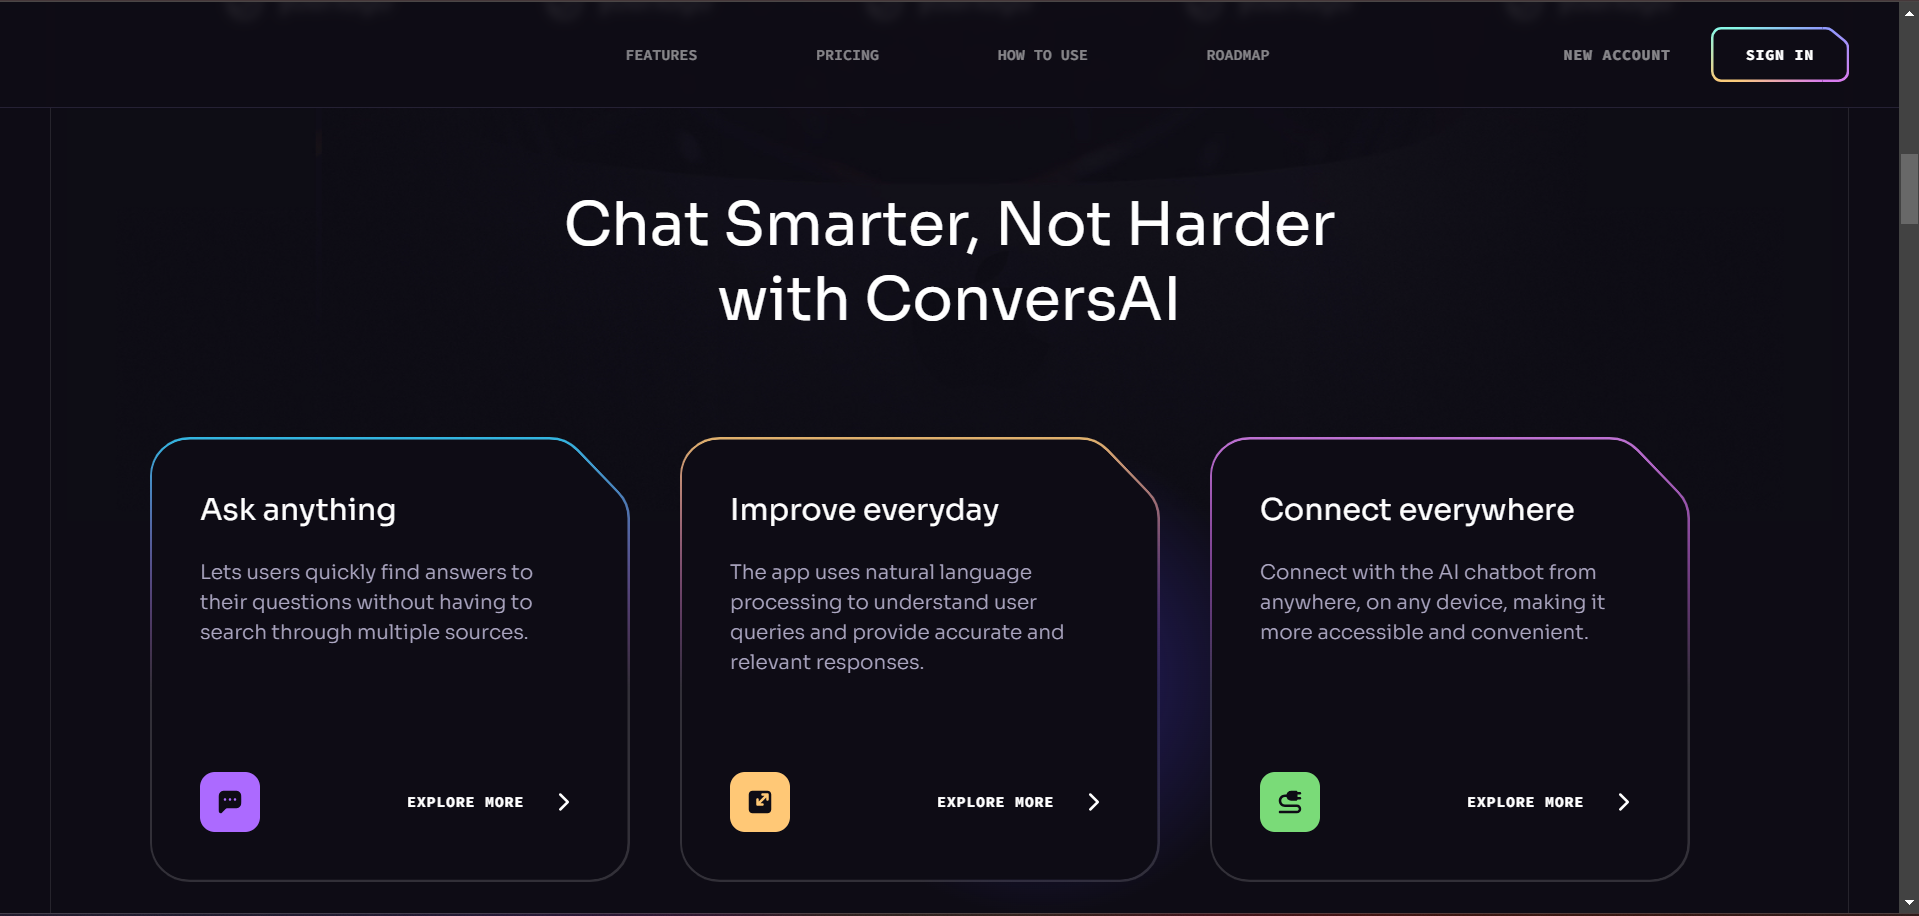 FEATURES
PRICING
HOW TO USE
ROADMAP
NEW ACCOUNT
SIGN IN
Chat Smarter, Not Harder
with ConversAI
Ask anything
Lets users quickly find answers to
their questions without having to
search through multiple sources.
EXPLORE MORE
Improve everyday
The app uses natural language
processing to understand user
queries and provide accurate and
relevant responses.
EXPLORE MORE
Connect everywhere
Connect with the AI chatbot from
anywhere, on any device, making it
more accessible and convenient.
EXPLORE MORE